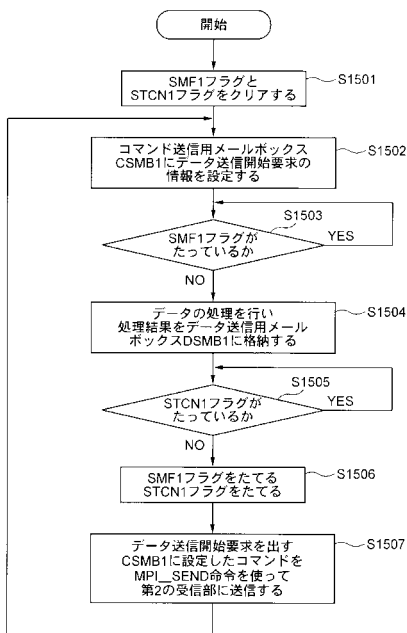 開始
SMF1フラグと
STCN1フラグをクリアする
S1501
コマンド送信用メールボックス
CSMB1にデータ送信開始要求の
情報を設定する
S1502
SMF1フラグが
たっているか
S1503
YES
NO
データの処理を行い
処理結果をデータ送信用メール
ボックスDSMB1に格納する
S1504
STCN1フラグが
たっているか
S1505
YES
NO
SMF1フラグをたてる
STCN1フラグをたてる
S1506
データ送信開始要求を出す
CSMB1に設定したコマンドを
MPI__SEND命令を使って
第2の受信部に送信する
S1507